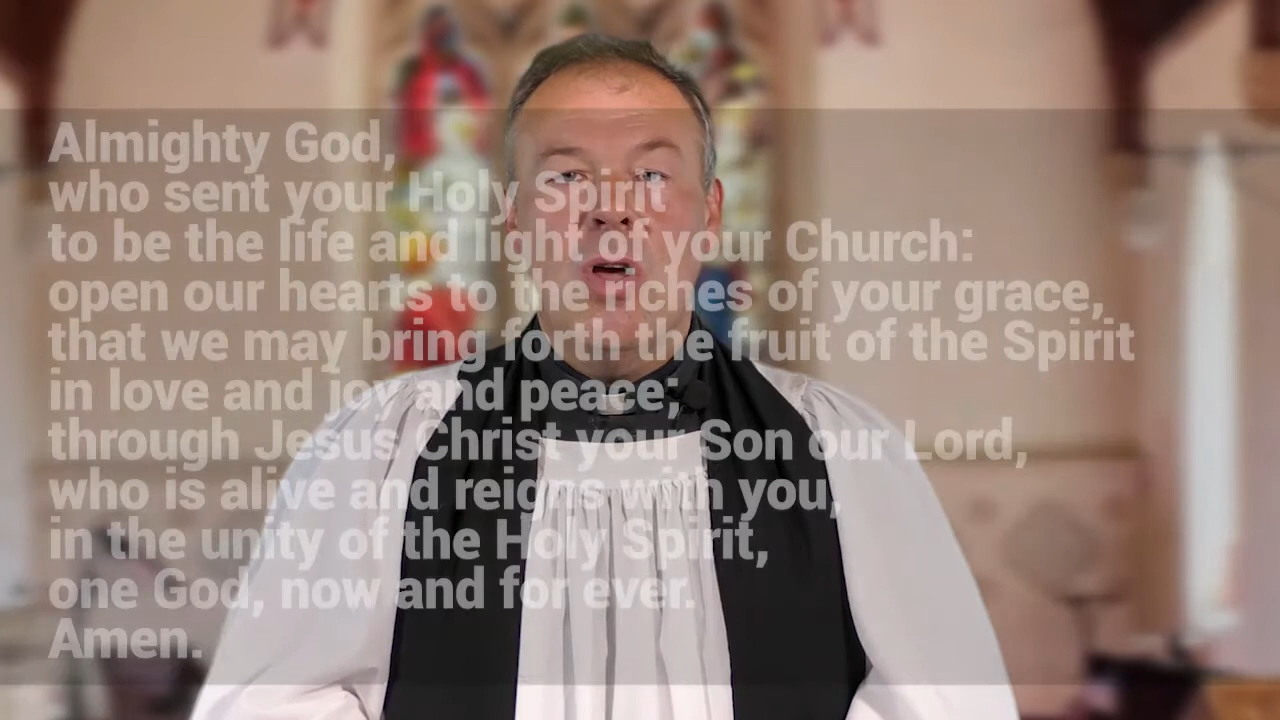 Almighty God,
who sent your Holy Spirit
to be the life and light of your Church:
open our hearts to the riches of your grace,
that we may bring forth the fruit of the Spirit
in love and joy and peace;
through Jesus Christ your Son our Lord,
who is alive and reigns with you,
in the unity of the Holy Spirit,
one God, now and for ever.
Amen.